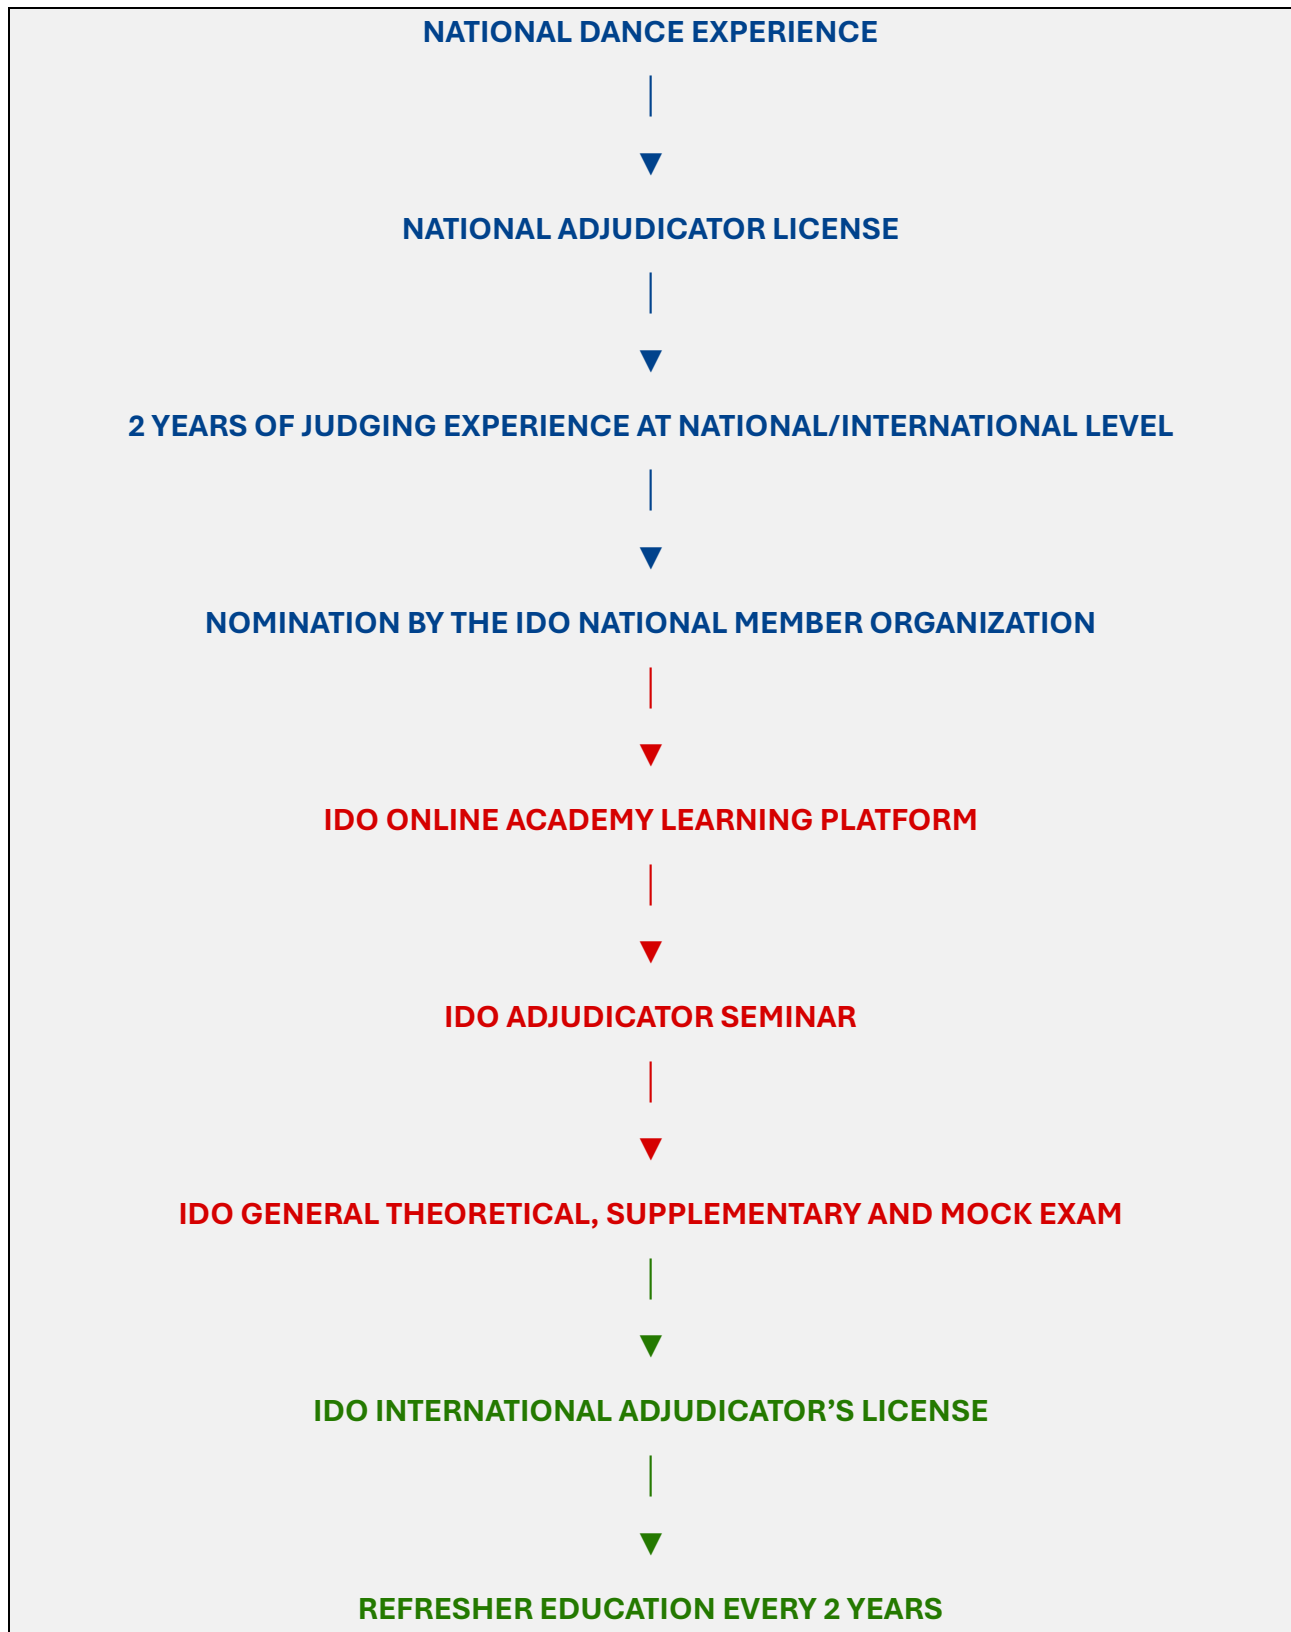 NATIONAL DANCE EXPERIENCE
NATIONAL ADJUDICATOR LICENSE
2 YEARS OF JUDGING EXPERIENCE AT NATIONAL/INTERNATIONAL LEVEL
NOMINATION BY THE IDO NATIONAL MEMBER ORGANIZATION
IDO ONLINE ACADEMY LEARNING PLATFORM
IDO ADJUDICATOR SEMINAR
IDO GENERAL THEORETICAL, SUPPLEMENTARY AND MOCK EXAM
IDO INTERNATIONAL ADJUDICATOR’S LICENSE
REFRESHER EDUCATION EVERY 2 YEARS